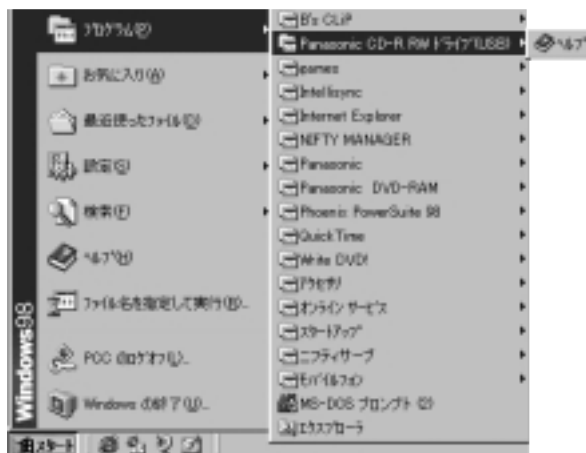 プログラム(P)
お気に入り(A)
最近使ったファイル(D)
設定(S)
検索(F)
ヘルプ(H)
ファイル名を指定して実行(R)...
PCC のログオフ(L)...
Windows の終了(U)...
Windows98
スタート
B's CLiP
Panasonic CD-R RW ドライブ(USB)
games
Intellisync
Internet Explorer
NIFTY MANAGER
Panasonic
Panasonic DVD-RAM
Phoenix PowerSuite 98
QuickTime
Write DVD!
アクセサリ
オンライン サービス
スタートアップ
ニフティサーブ
モバイルフォン
MS-DOS プロンプト (2)
エクスプローラ
ヘルプ